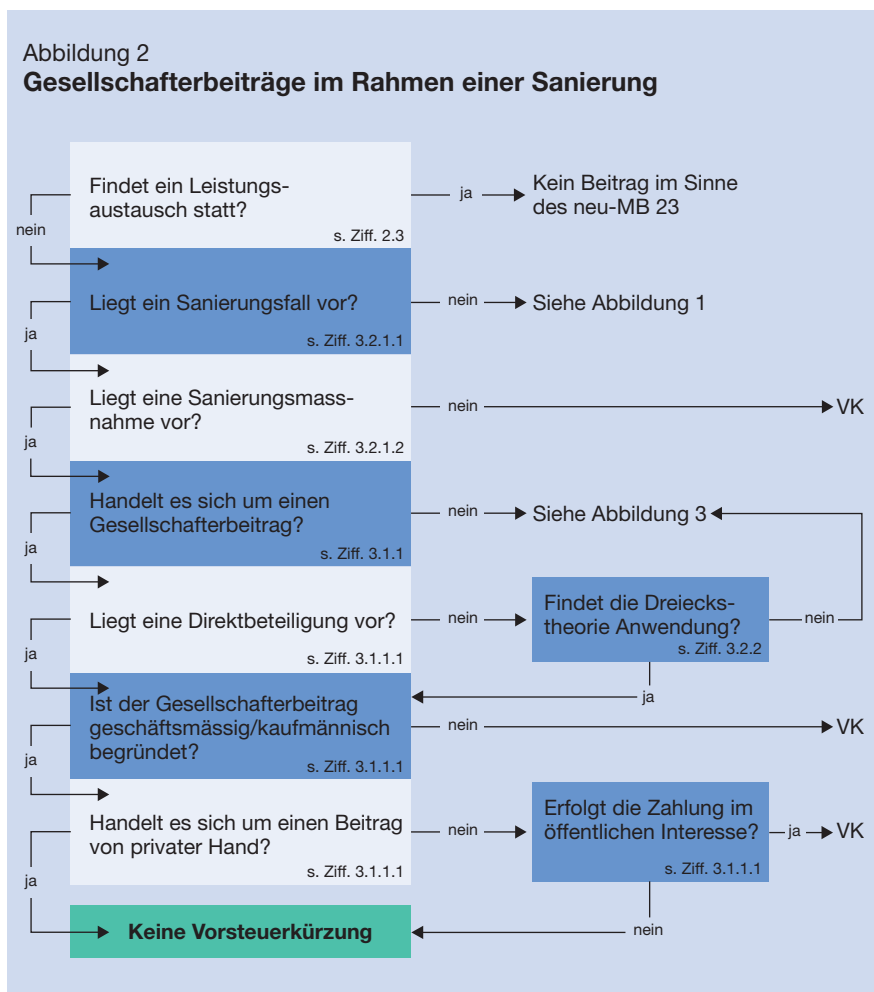 Abbildung 2
Gesellschafterbeiträge im Rahmen einer Sanierung
Findet ein Leistungs-
austausch statt?
s. Ziff. 2.3
ja
Kein Beitrag im Sinne
des neu-MB 23
nein
Liegt ein Sanierungsfall vor?
s. Ziff. 3.2.1.1
nein
Siehe Abbildung 1
ja
Liegt eine Sanierungsmass-
nahme vor?
s. Ziff. 3.2.1.2
nein
VK
ja
Handelt es sich um einen
Gesellschafterbeitrag?
s. Ziff. 3.1.1
nein
Siehe Abbildung 3
ja
Liegt eine Direktbeteiligung vor?
s. Ziff. 3.1.1.1
nein
Findet die Dreiecks-
theorie Anwendung?
s. Ziff. 3.2.2
nein
ja
ja
Ist der Gesellschafterbeitrag
geschäftsmässig/kaufmännisch
begründet?
s. Ziff. 3.1.1.1
nein
VK
ja
Handelt es sich um einen Beitrag
von privater Hand?
s. Ziff. 3.1.1.1
nein
Erfolgt die Zahlung im
öffentlichen Interesse?
s. Ziff. 3.1.1.1
ja
VK
ja
nein
Keine Vorsteuerkürzung